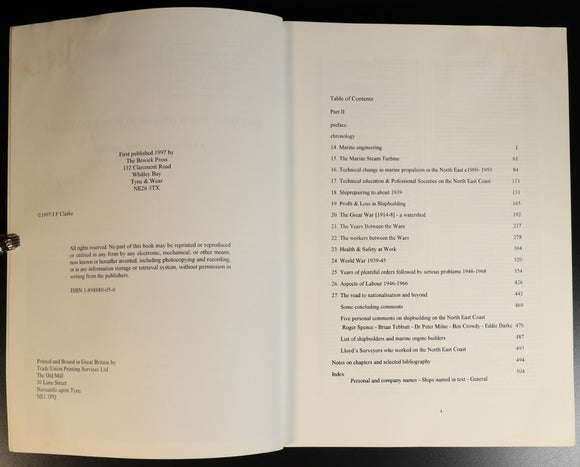 First published 1997 by
The Bewick Press
132 Claremont Road
Whitley Bay
Tyne & Wear
NE26 3TX
©1997 J F Clarke
All rights reserved. No part of this book may be reprinted or reproduced
or utilised in any form by any electronic, mechanical, or other means,
now known or hereafter invented, including photocopying and recording,
or in any information storage or retrieval system, without permission in
writing from the publishers.
ISBN 1-898880-05-0
Printed and Bound in Great Britain by
Trade Union Printing Services Ltd
The Old Mill
30 Lime Street
Newcastle upon Tyne
NE1 2PQ
Table of Contents
Part II
preface
chronology
14 Marine engineering. 1
15 The Marine Steam Turbine 61
16 Technical change in marine propulsion in the North East c1900- 1950 84
17 Technical education & Pofessional Societies on the North East Coast 111
18 Shiprepairing to about 1939 131
19 Profit & Loss in Shipbuilding 165
20 The Great War [1914-8] - a watershed 192
21 The Years Between the Wars 217
22 The workers between the Wars 278
23 Health & Safety at Work 304
24 World War 1939-45 320
25 Years of plentiful orders followed by serious problems 1946-1968 354
26 Aspects of Labour 1946-1966 413
27 The road to nationalisation and beyond 443
Some concluding comments 469
Five personal comments on shipbuilding on the North East Coast
Roger Spence - Brian Tebbutt - Dr Peter Milne - Bos Crowdy - Eddie Darke 476
List of shipbuilders and marine engine builders 487
Lloyd's Surveyors who worked on the North East Coast 493
Notes on chapters and selected bibliography 494
Index 504
Personal and company names - Ships named in text - General
i